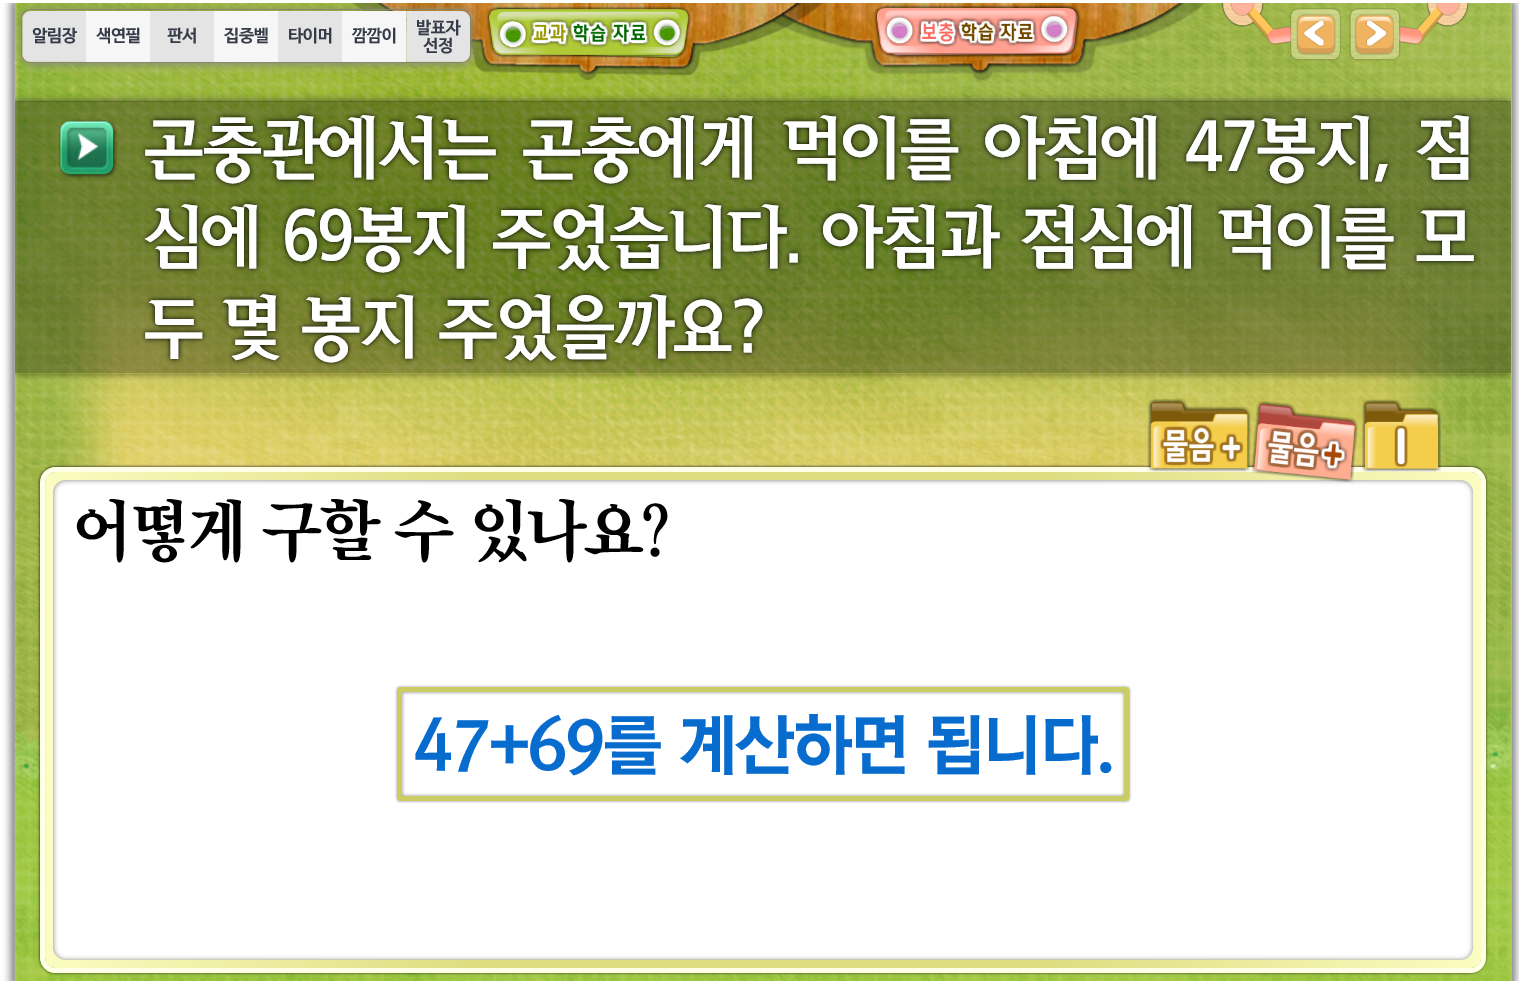 알림장 색연필 판서 집중벨 타이머 깜깜이 발표자 선정 교과 학습 자료 보충 학습 자료
곤충관에서는 곤충에게 먹이를 아침에 47봉지, 점
심에 69봉지 주었습니다. 아침과 점심에 먹이를 모
두 몇 봉지 주었을까요?
물음+ 물음+ 1
어떻게 구할 수 있나요?
47+69를 계산하면 됩니다.